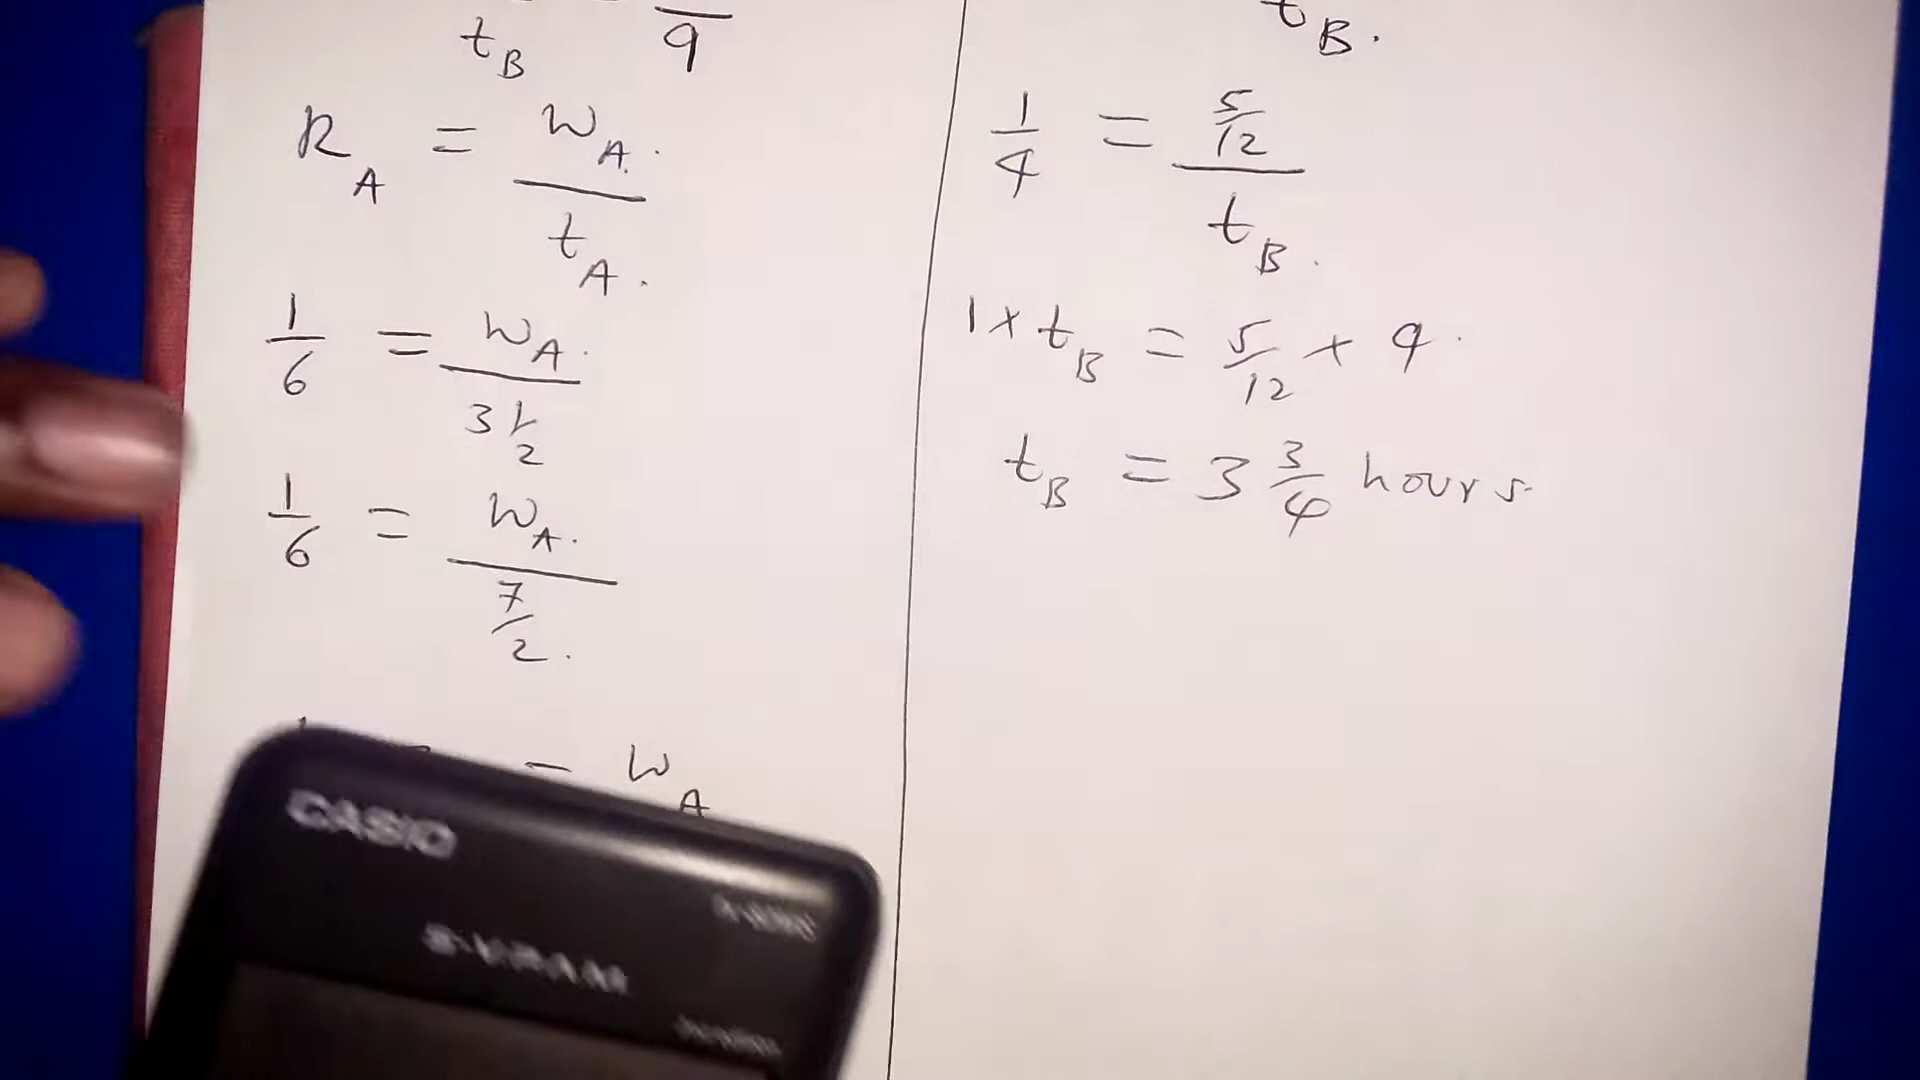 t_B 9
R_A = W_A.
t_A.
1/6 = W_A.
3 1/2
1/6 = W_A.
7/2.
= W_A
t_B.
1/9 = 5/12
t_B.
1 × t_B = 5/12 × 9.
t_B = 3 3/4 hours.
CASIO
S-V.P.A.M.